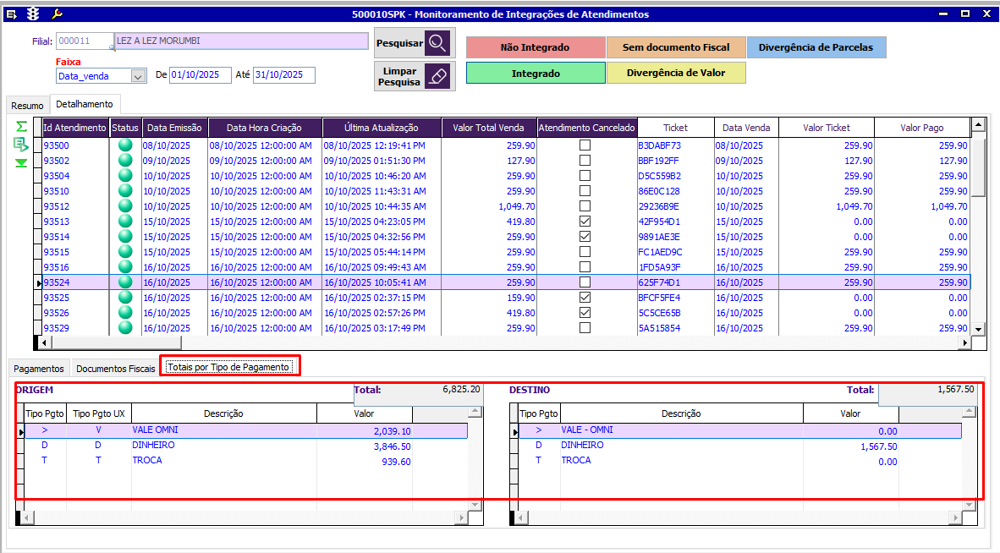 500010SPK - Monitoramento de Integrações de Atendimentos
Filial: 000011 LEZ A LEZ MORUMBI
Faixa
Data_venda De 01/10/2025 Até 31/10/2025
Pesquisar
Limpar Pesquisa
Não Integrado Sem documento Fiscal Divergência de Parcelas
Integrado Divergência de Valor
Resumo Detalhamento
Id Atendimento Status Data Emissão Data Hora Criação Última Atualização Valor Total Venda Atendimento Cancelado Ticket Data Venda Valor Ticket Valor Pago
93500 08/10/2025 08/10/2025 12:00:00 AM 08/10/2025 12:19:41 PM 259.90 B3DABF73 08/10/2025 259.90 259.90
93502 09/10/2025 09/10/2025 12:00:00 AM 09/10/2025 01:51:30 PM 127.90 BBF192FF 09/10/2025 127.90 127.90
93504 10/10/2025 10/10/2025 12:00:00 AM 10/10/2025 10:46:20 AM 259.90 D5C559B2 10/10/2025 259.90 259.90
93510 10/10/2025 10/10/2025 12:00:00 AM 10/10/2025 11:43:31 AM 259.90 86E0C128 10/10/2025 259.90 259.90
93512 10/10/2025 10/10/2025 12:00:00 AM 10/10/2025 10:44:35 AM 1,049.70 29236B9E 10/10/2025 1,049.70 1,049.70
93513 15/10/2025 15/10/2025 12:00:00 AM 15/10/2025 04:23:05 PM 419.80 42F954D1 15/10/2025 0.00 0.00
93514 15/10/2025 15/10/2025 12:00:00 AM 15/10/2025 04:32:56 PM 259.90 9891AE3E 15/10/2025 0.00 0.00
93515 15/10/2025 15/10/2025 12:00:00 AM 15/10/2025 05:44:14 PM 259.90 FC1AED9C 15/10/2025 259.90 259.90
93516 16/10/2025 16/10/2025 12:00:00 AM 16/10/2025 09:49:43 AM 259.90 1FD5A93F 16/10/2025 259.90 259.90
93524 16/10/2025 16/10/2025 12:00:00 AM 16/10/2025 10:05:41 AM 259.90 625F74D1 16/10/2025 259.90 259.90
93525 16/10/2025 16/10/2025 12:00:00 AM 16/10/2025 02:37:15 PM 159.90 BFCF5FE4 16/10/2025 0.00 0.00
93526 16/10/2025 16/10/2025 12:00:00 AM 16/10/2025 02:57:26 PM 419.80 5C5CE65B 16/10/2025 0.00 0.00
93529 16/10/2025 16/10/2025 12:00:00 AM 16/10/2025 03:17:49 PM 259.90 5A515854 16/10/2025 259.90 259.90
Pagamentos Documentos Fiscais Totais por Tipo de Pagamento
ORIGEM Total: 6,825.20
Tipo Pgto Tipo Pgto UX Descrição Valor
> V VALE OMNI 2,039.10
D D DINHEIRO 3,846.50
T T TROCA 939.60
DESTINO Total: 1,567.50
Tipo Pgto Descrição Valor
> VALE - OMNI 0.00
D DINHEIRO 1,567.50
T TROCA 0.00